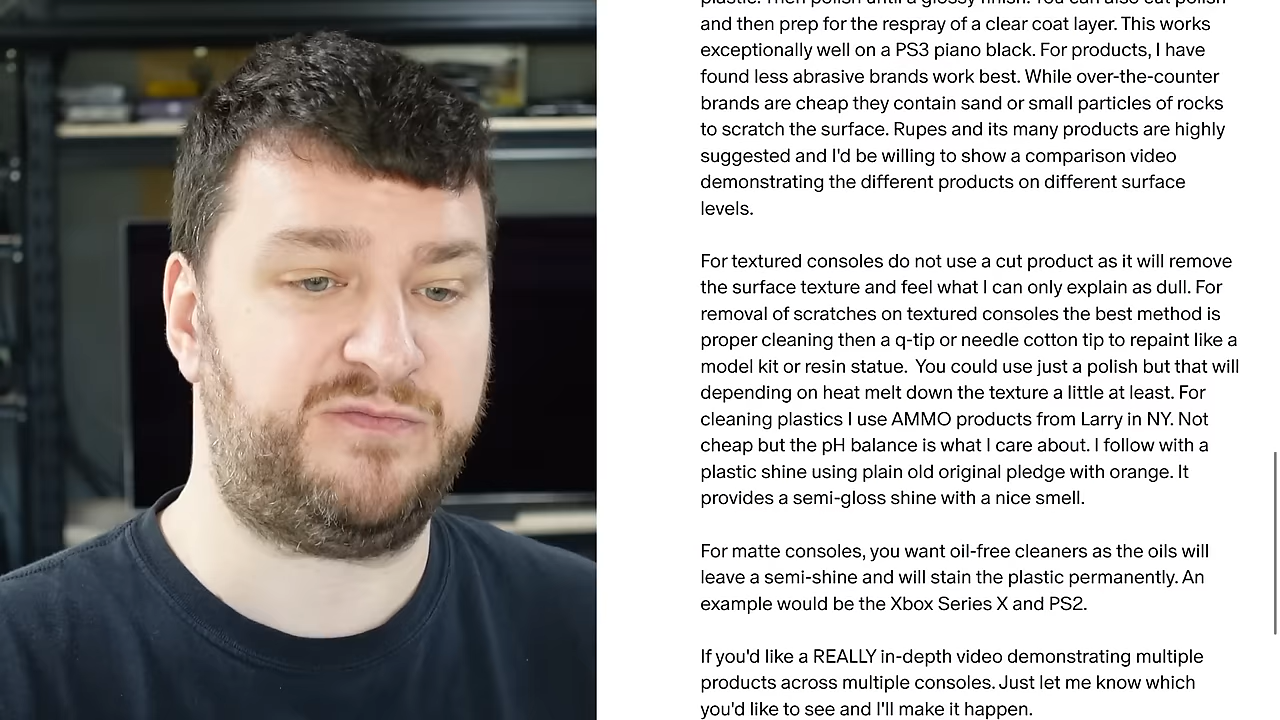 plastic. Then polish until a glossy finish. You can also cut polish
and then prep for the respray of a clear coat layer. This works
exceptionally well on a PS3 piano black. For products, I have
found less abrasive brands work best. While over-the-counter
brands are cheap they contain sand or small particles of rocks
to scratch the surface. Rupes and its many products are highly
suggested and I'd be willing to show a comparison video
demonstrating the different products on different surface
levels.
For textured consoles do not use a cut product as it will remove
the surface texture and feel what I can only explain as dull. For
removal of scratches on textured consoles the best method is
proper cleaning then a q-tip or needle cotton tip to repaint like a
model kit or resin statue.  You could use just a polish but that will
depending on heat melt down the texture a little at least. For
cleaning plastics I use AMMO products from Larry in NY. Not
cheap but the pH balance is what I care about. I follow with a
plastic shine using plain old original pledge with orange. It
provides a semi-gloss shine with a nice smell.
For matte consoles, you want oil-free cleaners as the oils will
leave a semi-shine and will stain the plastic permanently. An
example would be the Xbox Series X and PS2.
If you'd like a REALLY in-depth video demonstrating multiple
products across multiple consoles. Just let me know which
you'd like to see and I'll make it happen.